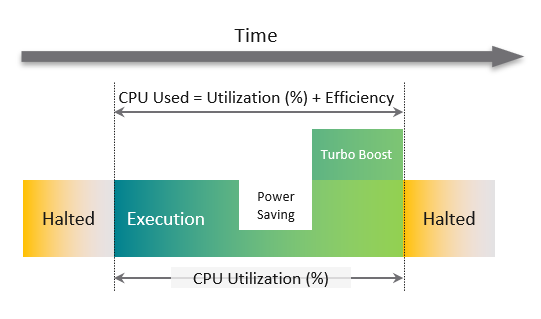 Time
CPU Used = Utilization (%) + Efficiency
Turbo Boost
Halted
Execution
Power
Saving
Halted
CPU Utilization (%)